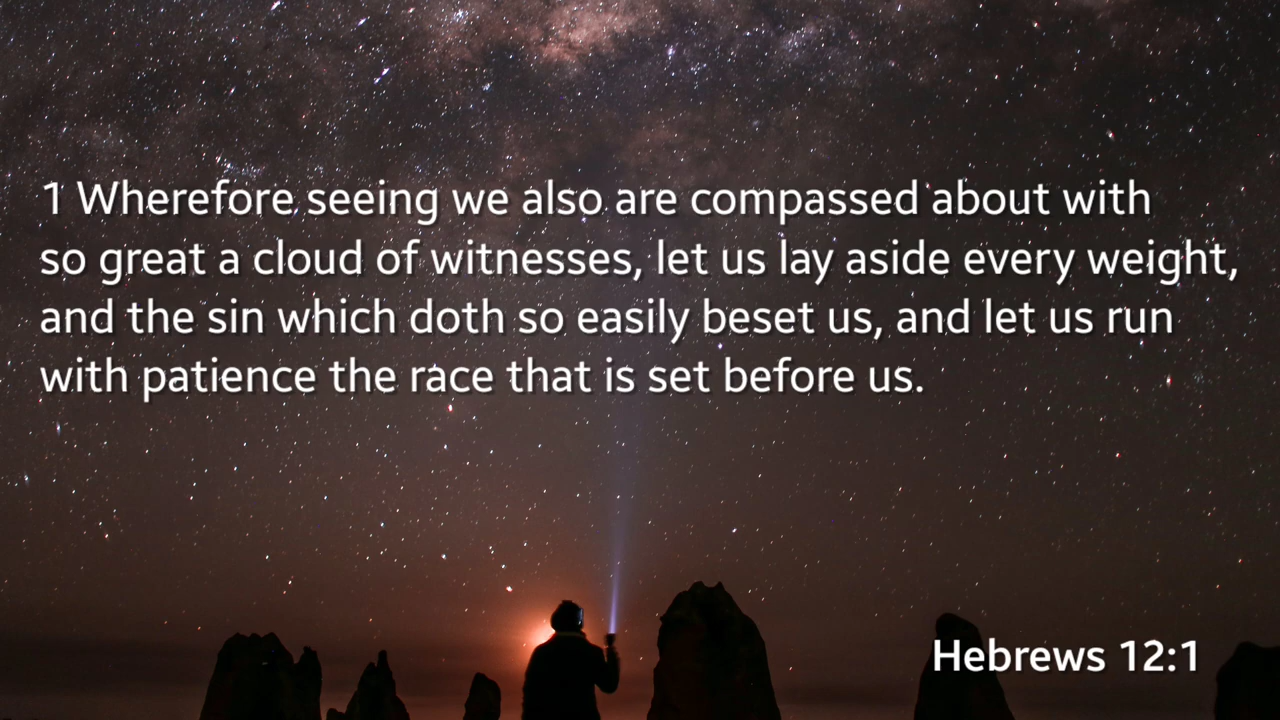 1 Wherefore seeing we also are compassed about with
so great a cloud of witnesses, let us lay aside every weight,
and the sin which doth so easily beset us, and let us run
with patience the race that is set before us.
Hebrews 12:1